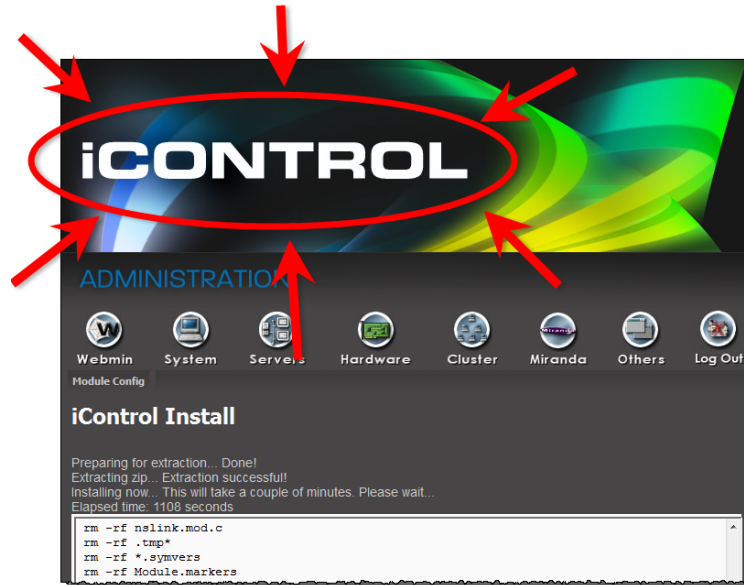 iCONTROL
ADMINISTRATION
W
Miranda
Webmin System Servers Hardware Cluster Miranda Others Log Out
Module Config
iControl Install
Preparing for extraction... Done!
Extracting zip... Extraction successful!
Installing now... This will take a couple of minutes. Please wait...
Elapsed time: 1108 seconds
rm -rf nslink.mod.c
rm -rf .tmp*
rm -rf *.symvers
rm -rf Module.markers